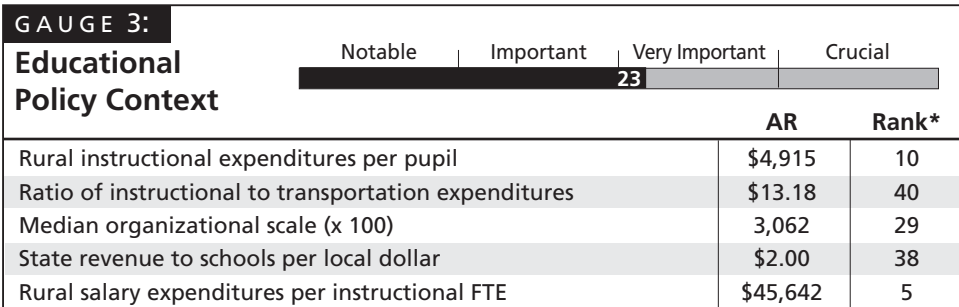 GAUGE 3:
Educational
Policy Context
Notable Important Very Important Crucial
23
AR Rank*
Rural instructional expenditures per pupil $4,915 10
Ratio of instructional to transportation expenditures $13.18 40
Median organizational scale (x 100) 3,062 29
State revenue to schools per local dollar $2.00 38
Rural salary expenditures per instructional FTE $45,642 5